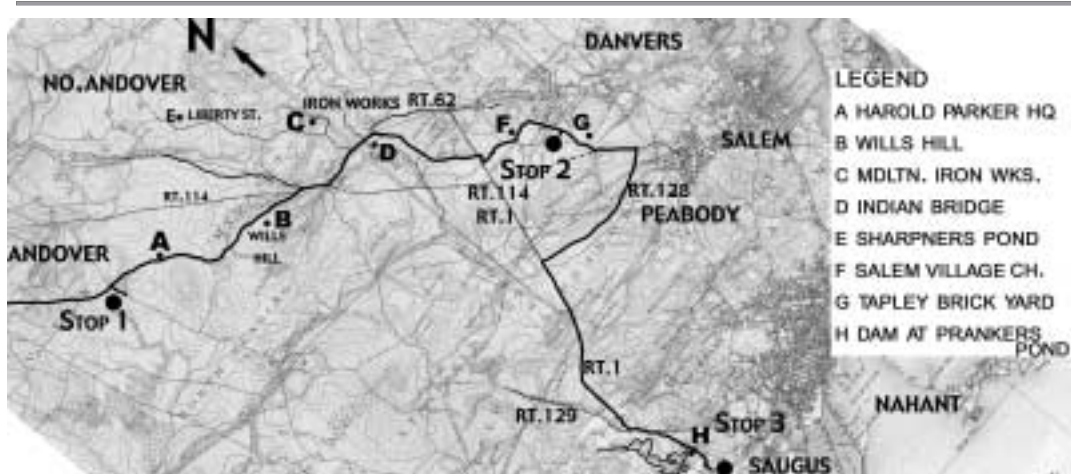 N
DANVERS
NO.ANDOVER
LEGEND
E LIBERTY ST.
C
IRON WORKS
RT.62
A HAROLD PARKER HQ
F
G
B WILLS HILL
D
STOP 2
SALEM
C MDLTN. IRON WKS.
RT.114
RT.114
RT.128
D INDIAN BRIDGE
B
RT.1
PEABODY
E SHARPNERS POND
WILLS
HILL
A
ANDOVER
F SALEM VILLAGE CH.
STOP 1
G TAPLEY BRICK YARD
H DAM AT PRANKERS
POND
RT.1
RT.129
NAHANT
H
STOP 3
SAUGUS